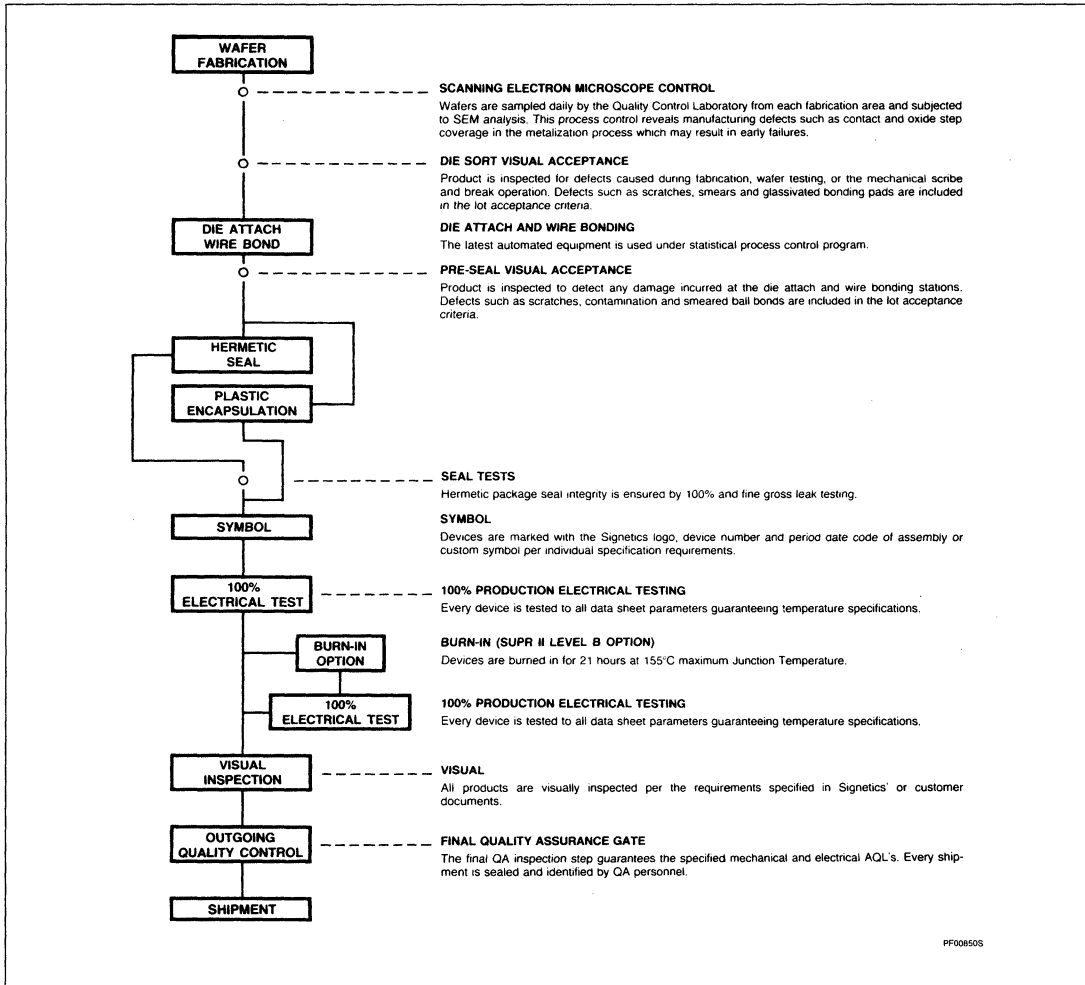 WAFER
FABRICATION
SCANNING ELECTRON MICROSCOPE CONTROL
Wafers are sampled daily by the Quality Control Laboratory from each fabrication area and subjected
to SEM analysis. This process control reveals manufacturing defects such as contact and oxide step
coverage in the metalization process which may result in early failures.
DIE SORT VISUAL ACCEPTANCE
Product is inspected for defects caused during fabrication, wafer testing, or the mechanical scribe
and break operation. Defects such as scratches, smears and glassivated bonding pads are included
in the lot acceptance criteria.
DIE ATTACH
WIRE BOND
DIE ATTACH AND WIRE BONDING
The latest automated equipment is used under statistical process control program.
PRE-SEAL VISUAL ACCEPTANCE
Product is inspected to detect any damage incurred at the die attach and wire bonding stations.
Defects such as scratches, contamination and smeared ball bonds are included in the lot acceptance
criteria.
HERMETIC
SEAL
PLASTIC
ENCAPSULATION
SEAL TESTS
Hermetic package seal integrity is ensured by 100% and fine gross leak testing.
SYMBOL
SYMBOL
Devices are marked with the Signetics logo, device number and period date code of assembly or
custom symbol per individual specification requirements.
100%
ELECTRICAL TEST
100% PRODUCTION ELECTRICAL TESTING
Every device is tested to all data sheet parameters guaranteeing temperature specifications.
BURN-IN
OPTION
BURN-IN (SUPR II LEVEL B OPTION)
Devices are burned in for 21 hours at 155°C maximum Junction Temperature.
100%
ELECTRICAL TEST
100% PRODUCTION ELECTRICAL TESTING
Every device is tested to all data sheet parameters guaranteeing temperature specifications.
VISUAL
INSPECTION
VISUAL
All products are visually inspected per the requirements specified in Signetics' or customer
documents.
OUTGOING
QUALITY CONTROL
FINAL QUALITY ASSURANCE GATE
The final QA inspection step guarantees the specified mechanical and electrical AQL's. Every ship-
ment is sealed and identified by QA personnel.
SHIPMENT
PF00850S